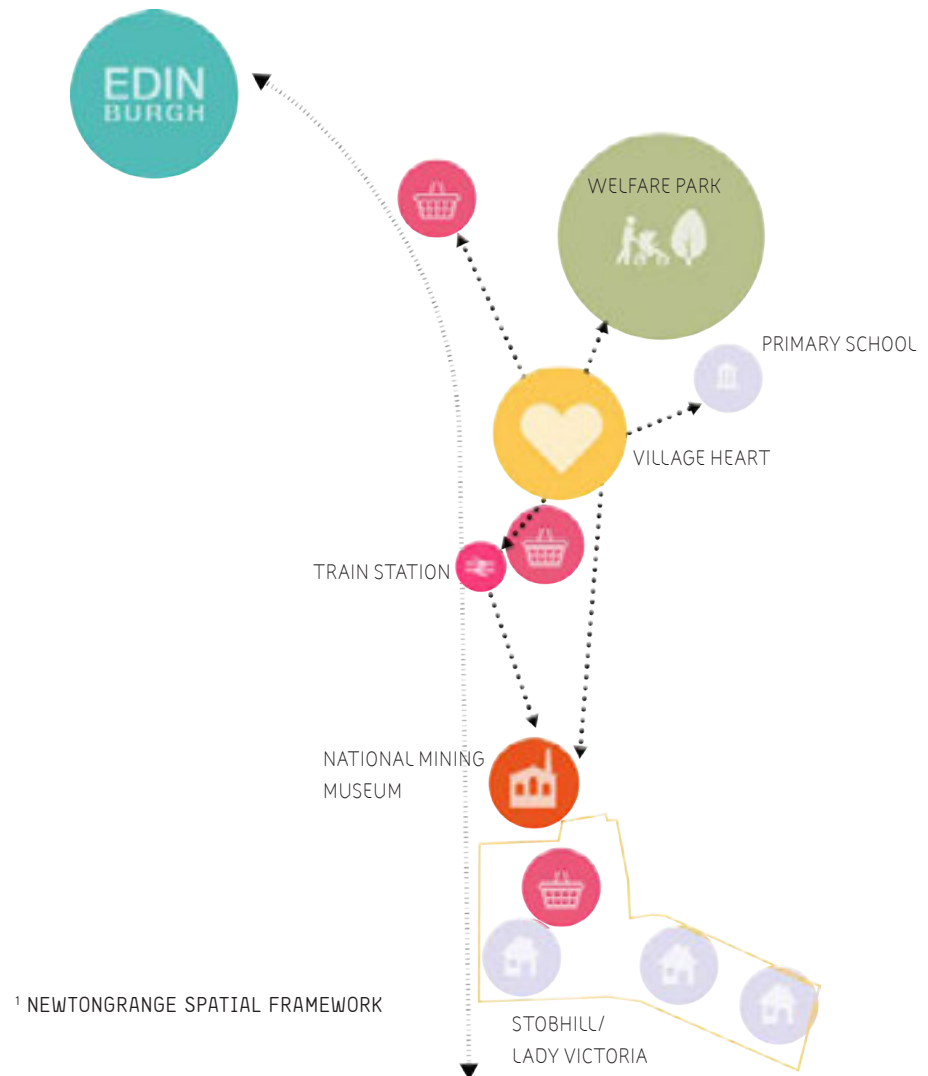 EDIN
BURGH
WELFARE PARK
PRIMARY SCHOOL
VILLAGE HEART
TRAIN STATION
NATIONAL MINING
MUSEUM
¹ NEWTONGRANGE SPATIAL FRAMEWORK
STOBHILL/
LADY VICTORIA